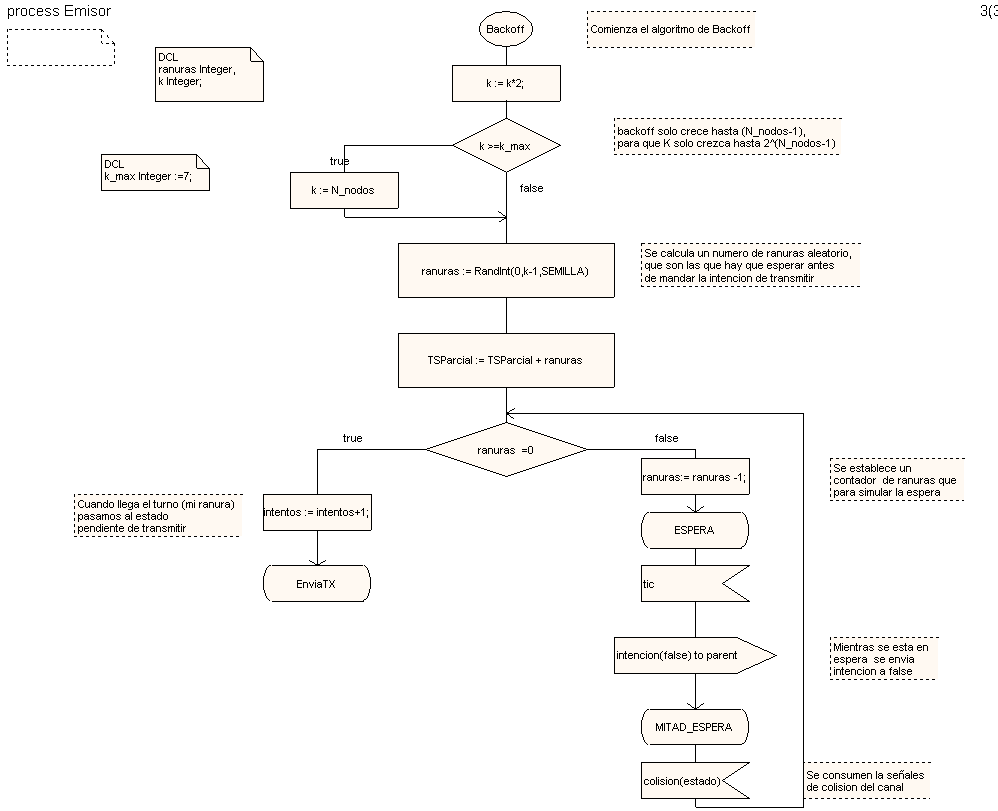 process Emisor
3(3
Backoff
Comienza el algoritmo de Backoff
DCL
ranuras Integer,
k Integer;
k := k*2;
backoff solo crece hasta (N_nodos-1),
para que K solo crezca hasta 2^(N_nodos-1)
k >=k_max
true
DCL
k_max Integer :=7;
k := N_nodos
false
Se calcula un numero de ranuras aleatorio,
que son las que hay que esperar antes
de mandar la intencion de transmitir
ranuras := RandInt(0,k-1,SEMILLA)
TSParcial := TSParcial + ranuras
true
ranuras =0
false
ranuras:= ranuras -1;
Se establece un
contador de ranuras que
para simular la espera
Cuando llega el turno (mi ranura)
pasamos al estado
pendiente de transmitir
intentos := intentos+1;
ESPERA
EnviaTX
tic
intencion(false) to parent
Mientras se esta en
espera se envia
intencion a false
MITAD_ESPERA
colision(estado)
Se consumen la señales
de colision del canal